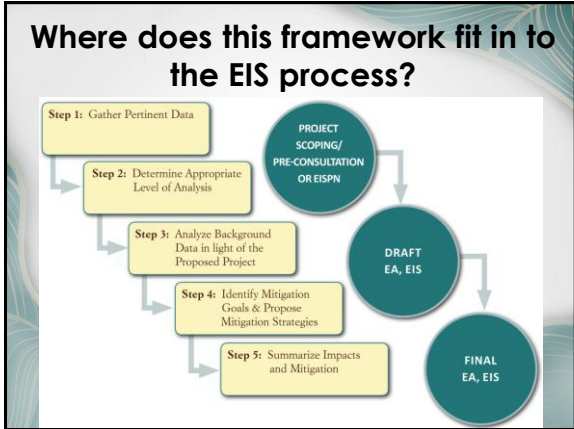 Where does this framework fit in to
the EIS process?
Step 1: Gather Pertinent Data
Step 2: Determine Appropriate
Level of Analysis
Step 3: Analyze Background
Data in light of the
Proposed Project
Step 4: Identify Mitigation
Goals & Propose
Mitigation Strategies
Step 5: Summarize Impacts
and Mitigation
PROJECT
SCOPING/
PRE-CONSULTATION
OR EISPN
DRAFT
EA, EIS
FINAL
EA, EIS